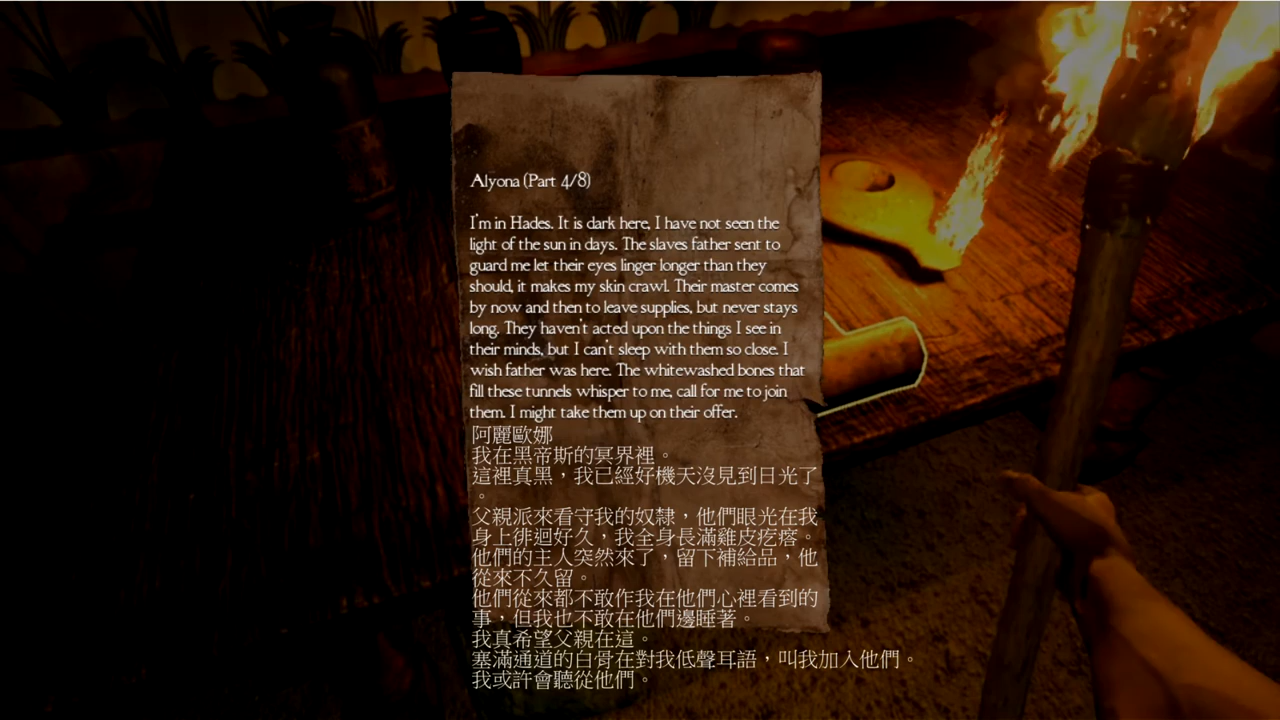 Alyona (Part 4/8)
I'm in Hades. It is dark here, I have not seen the
light of the sun in days. The slaves father sent to
guard me let their eyes linger longer than they
should, it makes my skin crawl. Their master comes
by now and then to leave supplies, but never stays
long. They haven't acted upon the things I see in
their minds, but I can't sleep with them so close. I
wish father was here. The whitewashed bones that
fill these tunnels whisper to me, call for me to join
them. I might take them up on their offer.
阿麗歐娜
我在黑帝斯的冥界裡。
這裡真黑，我已經好機天沒見到日光了
。
父親派來看守我的奴隸，他們眼光在我
身上徘迴好久，我全身長滿雞皮疙瘩。
他們的主人突然來了，留下補給品，他
從來不久留。
他們從來都不敢作我在他們心裡看到的
事，但我也不敢在他們邊睡著。
我真希望父親在這。
塞滿通道的白骨在對我低聲耳語，叫我加入他們。
我或許會聽從他們。